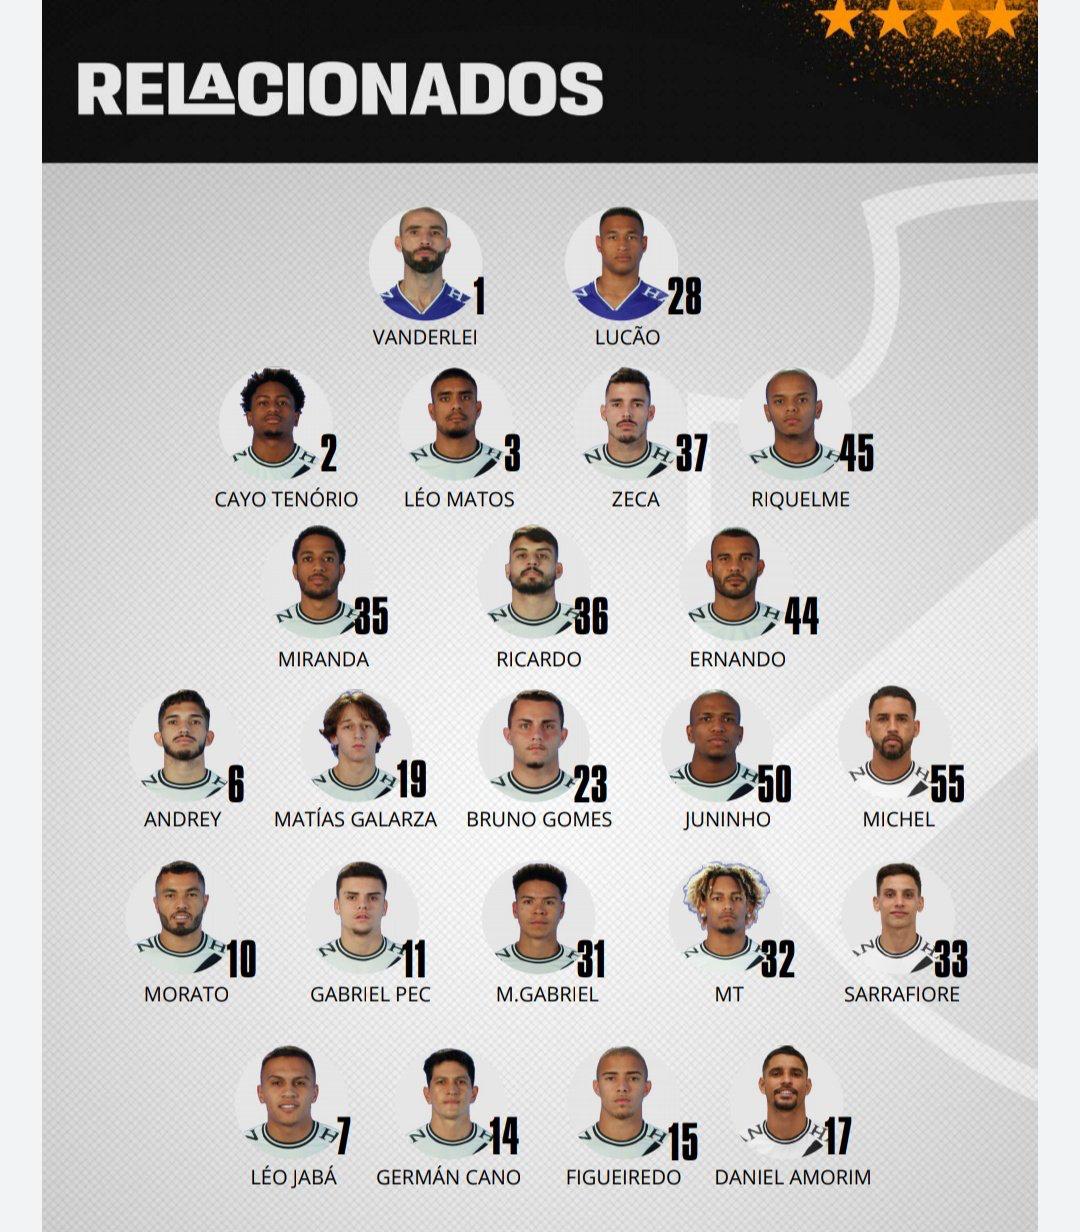 RELACIONADOS
1 28
VANDERLEI LUCÃO
2 3 37 45
CAYO TENÓRIO LÉO MATOS ZECA RIQUELME
35 36 44
MIRANDA RICARDO ERNANDO
6 19 23 50 55
ANDREY MATÍAS GALARZA BRUNO GOMES JUNINHO MICHEL
10 11 31 32 33
MORATO GABRIEL PEC M.GABRIEL MT SARRAFIORE
7 14 15 17
LÉO JABÁ GERMÁN CANO FIGUEIREDO DANIEL AMORIM